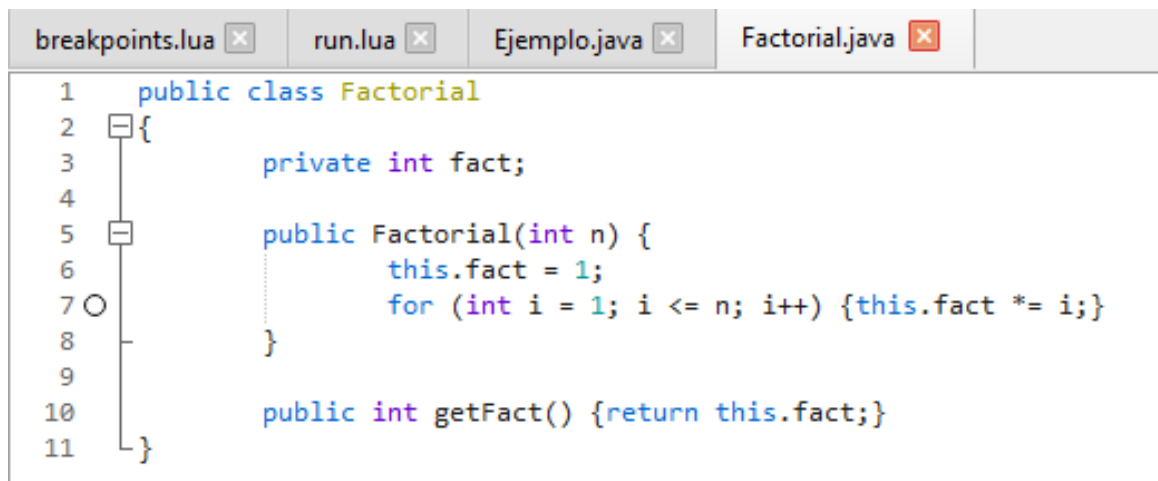 breakpoints.lua run.lua Ejemplo.java Factorial.java
1 public class Factorial
2 {
3 private int fact;
4
5 public Factorial(int n) {
6 this.fact = 1;
7 for (int i = 1; i <= n; i++) {this.fact *= i;}
8 }
9
10 public int getFact() {return this.fact;}
11 }